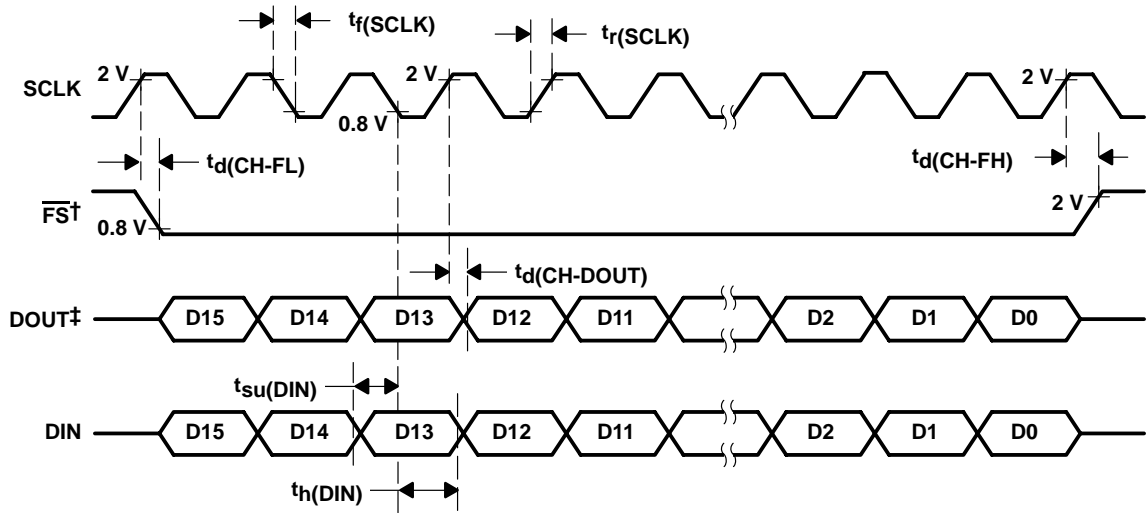 tf(SCLK)
tr(SCLK)
2 V
2 V
2 V
SCLK
0.8 V
td(CH-FL)
td(CH-FH)
FS†
0.8 V
2 V
td(CH-DOUT)
DOUT‡
D15 D14 D13 D12 D11 D2 D1 D0
tsu(DIN)
DIN
D15 D14 D13 D12 D11 D2 D1 D0
th(DIN)